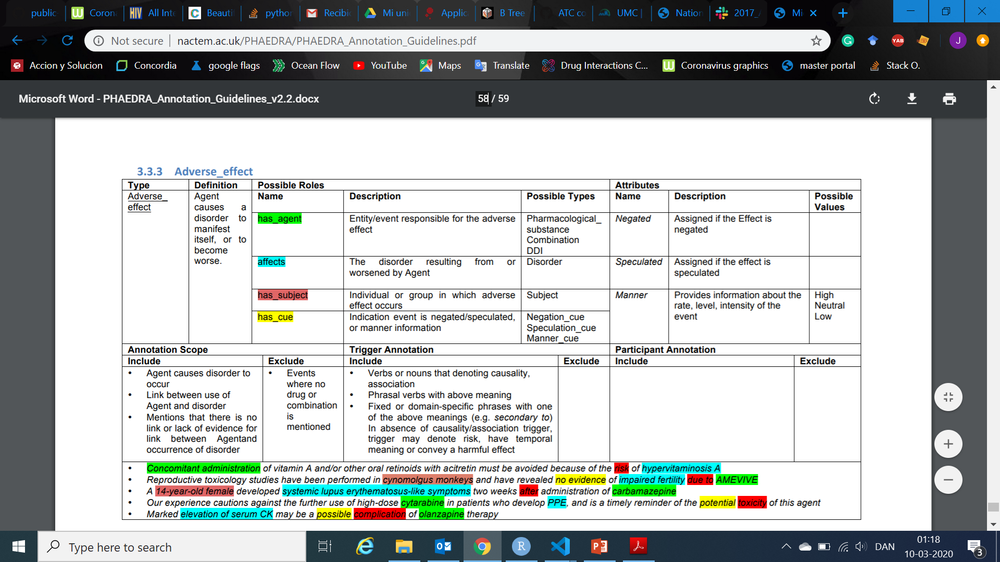 public
Corona
All Inte
Beautif
python
Recibid
Mi uni
Applica
B Tree
ATC co
UMC |
Nation
2017_
Mi
Not secure
nactem.ac.uk/PHAEDRA/PHAEDRA_Annotation_Guidelines.pdf
YAB
J
Accion y Solucion
Concordia
google flags
Ocean Flow
YouTube
Maps
Translate
Drug Interactions C...
Coronavirus graphics
master portal
Stack O.
Microsoft Word - PHAEDRA_Annotation_Guidelines_v2.2.docx
58 / 59
3.3.3 Adverse_effect
Type
Definition
Possible Roles
Attributes
Adverse_
effect
Agent
causes a
disorder to
manifest
itself, or to
become
worse.
Name
Description
Possible Types
Name
Description
Possible
Values
has_agent
Entity/event responsible for the adverse
effect
Pharmacological_
substance
Combination
DDI
Negated
Assigned if the Effect is
negated
affects
The disorder resulting from or
worsened by Agent
Disorder
Speculated
Assigned if the effect is
speculated
has_subject
Individual or group in which adverse
effect occurs
Subject
Manner
Provides information about the
rate, level, intensity of the
event
High
Neutral
Low
has_cue
Indication event is negated/speculated,
or manner information
Negation_cue
Speculation_cue
Manner_cue
Annotation Scope
Trigger Annotation
Participant Annotation
Include
Exclude
Include
Exclude
Include
Exclude
• Agent causes disorder to
occur
• Link between use of
Agent and disorder
• Mentions that there is no
link or lack of evidence for
link between Agentand
occurrence of disorder
• Events
where no
drug or
combination
is
mentioned
• Verbs or nouns that denoting causality,
association
• Phrasal verbs with above meaning
• Fixed or domain-specific phrases with one
of the above meanings (e.g. secondary to)
In absence of causality/association trigger,
trigger may denote risk, have temporal
meaning or convey a harmful effect
• Concomitant administration of vitamin A and/or other oral retinoids with acitretin must be avoided because of the risk of hypervitaminosis A
• Reproductive toxicology studies have been performed in cynomolgus monkeys and have revealed no evidence of impaired fertility due to AMEVIVE
• A 14-year-old female developed systemic lupus erythematosus-like symptoms two weeks after administration of carbamazepine
• Our experience cautions against the further use of high-dose cytarabine in patients who develop PPE, and is a timely reminder of the potential toxicity of this agent
• Marked elevation of serum CK may be a possible complication of olanzapine therapy
Type here to search
DAN
01:18
10-03-2020
3